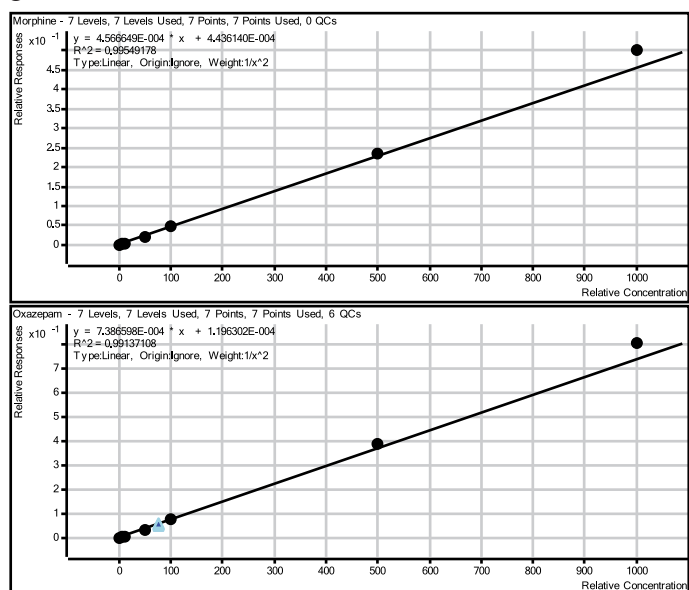 Morphine - 7 Levels, 7 Levels Used, 7 Points, 7 Points Used, 0 QCs
x10 -1
y = 4.566649E-004 * x + 4.436140E-004
R^2 = 0.99549178
Type:Linear, Origin:Ignore, Weight:1/x^2
Relative Responses
4.5
4
3.5
3
2.5
2
1.5
1
0.5
0
0 100 200 300 400 500 600 700 800 900 1000
Relative Concentration
Oxazepam - 7 Levels, 7 Levels Used, 7 Points, 7 Points Used, 6 QCs
x10 -1
y = 7.386598E-004 * x + 1.196302E-004
R^2 = 0.99137108
Type:Linear, Origin:Ignore, Weight:1/x^2
Relative Responses
7
6
5
4
3
2
1
0
0 100 200 300 400 500 600 700 800 900 1000
Relative Concentration